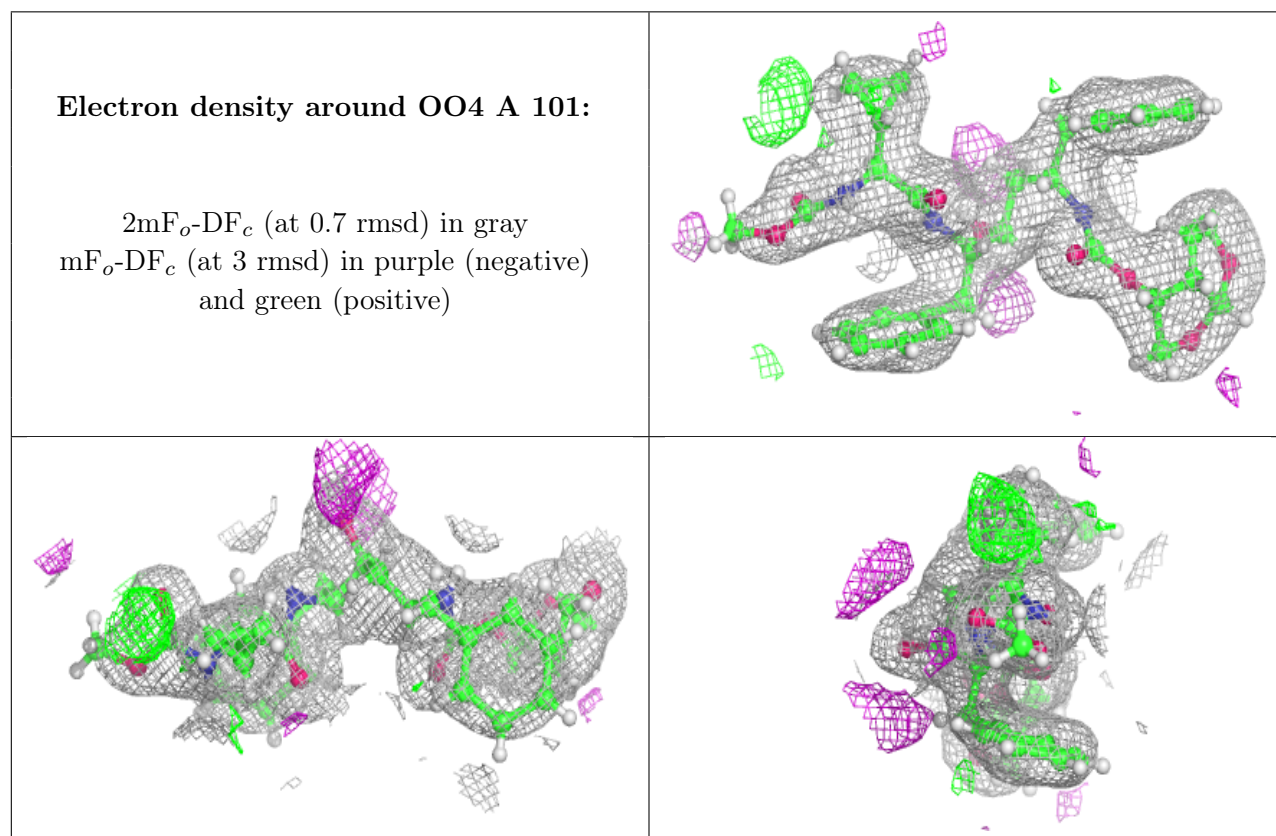 Electron density around OO4 A 101:
2mFo-DFc (at 0.7 rmsd) in gray
mFo-DFc (at 3 rmsd) in purple (negative)
and green (positive)